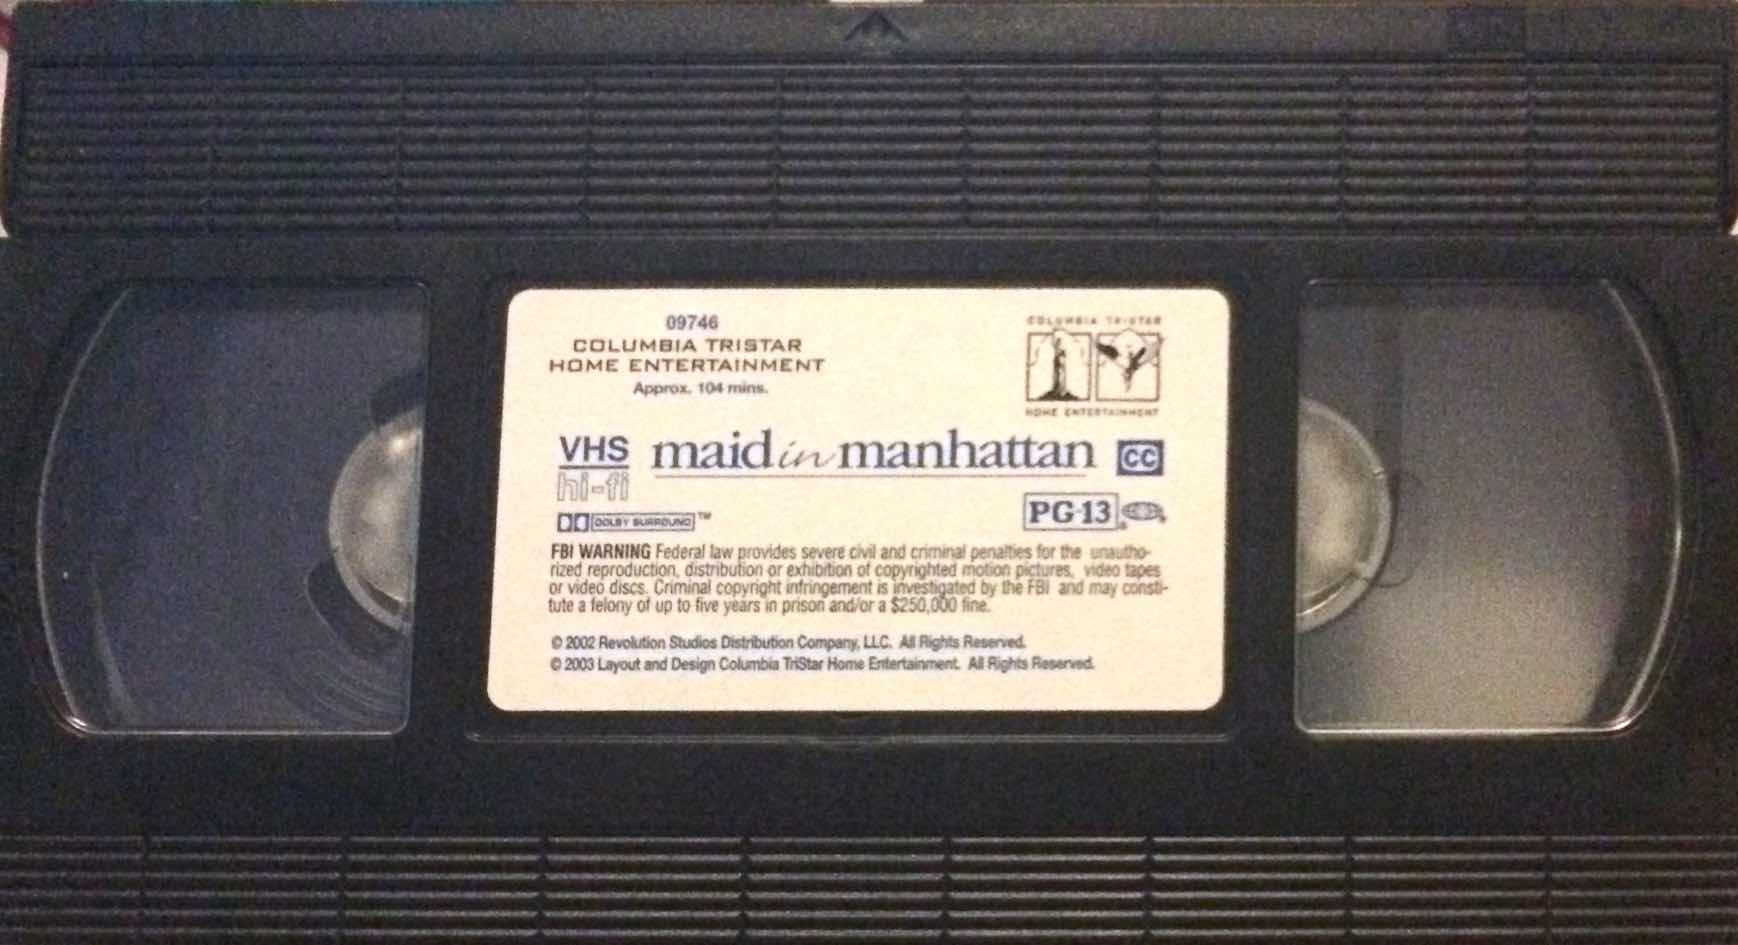 09746
COLUMBIA TRISTAR
HOME ENTERTAINMENT
Approx. 104 mins.
COLUMBIA TRISTAR
HOME ENTERTAINMENT
VHS
hi-fi
maid in manhattan
CC
DOLBY SURROUND™
PG-13
FBI WARNING Federal law provides severe civil and criminal penalties for the unautho-
rized reproduction, distribution or exhibition of copyrighted motion pictures, video tapes
or video discs. Criminal copyright infringement is investigated by the FBI and may consti-
tute a felony of up to five years in prison and/or a $250,000 fine.
© 2002 Revolution Studios Distribution Company, LLC. All Rights Reserved.
© 2003 Layout and Design Columbia TriStar Home Entertainment. All Rights Reserved.